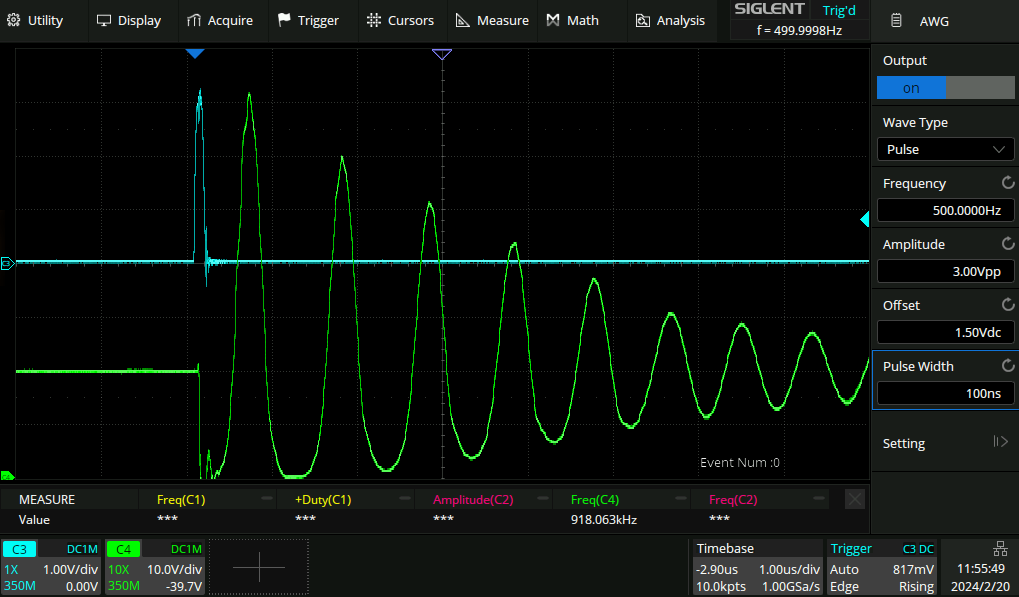 Utility Display Acquire Trigger Cursors Measure Math Analysis SIGLENT Trig'd AWG
f = 499.9998Hz
Output
on
Wave Type
Pulse
Frequency
500.0000Hz
Amplitude
3.00Vpp
C3
Offset
1.50Vdc
Pulse Width
100ns
Setting
Event Num :0
C4
MEASURE Freq(C1) +Duty(C1) Amplitude(C2) Freq(C4) Freq(C2)
Value *** *** *** 918.063kHz ***
C3 DC1M C4 DC1M Timebase Trigger C3 DC
1X 1.00V/div 10X 10.0V/div -2.90us 1.00us/div Auto 817mV 11:55:49
350M 0.00V 350M -39.7V 10.0kpts 1.00GSa/s Edge Rising 2024/2/20